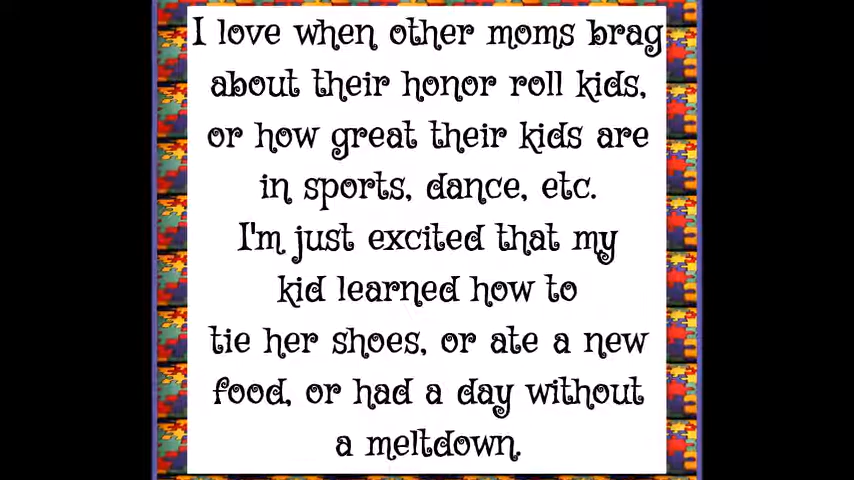 I love when other moms brag
about their honor roll kids,
or how great their kids are
in sports, dance, etc.
I'm just excited that my
kid learned how to
tie her shoes, or ate a new
food, or had a day without
a meltdown.